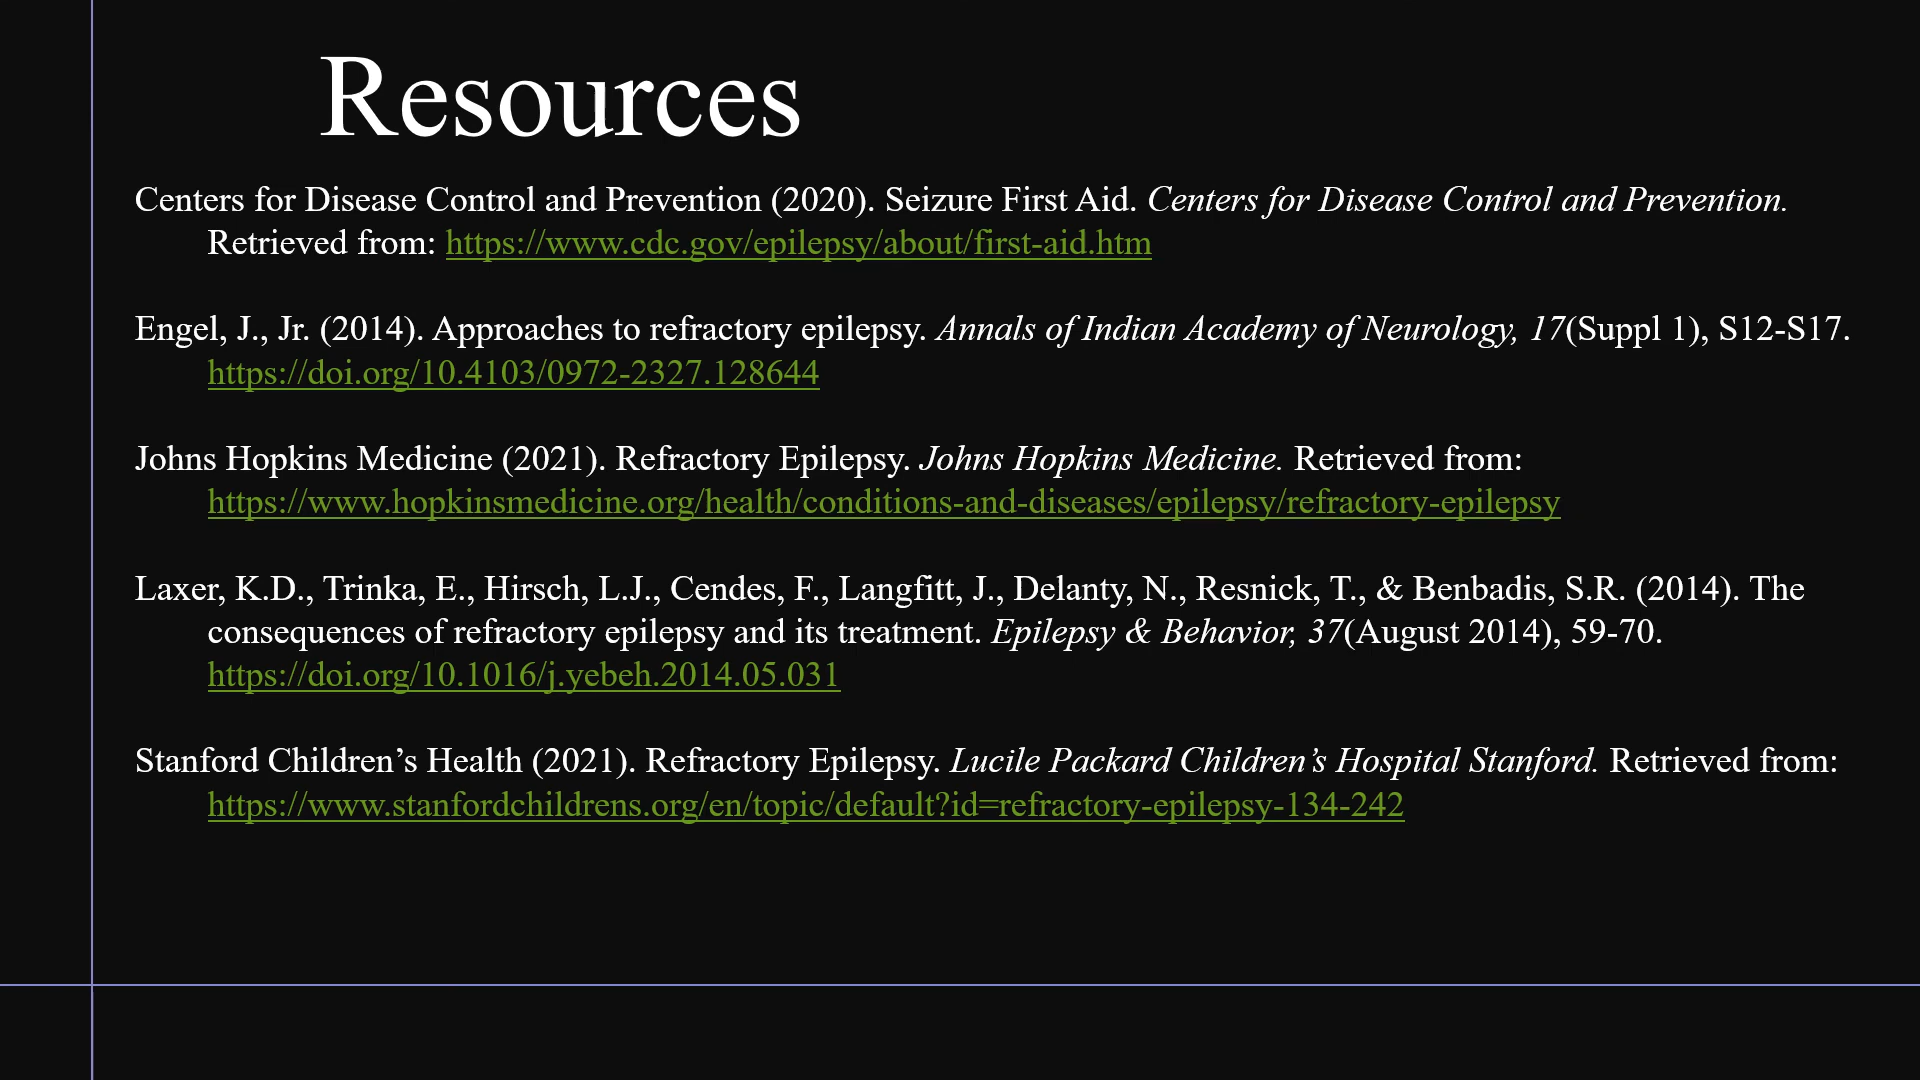 Resources
Centers for Disease Control and Prevention (2020). Seizure First Aid. Centers for Disease Control and Prevention.
Retrieved from: https://www.cdc.gov/epilepsy/about/first-aid.htm
Engel, J., Jr. (2014). Approaches to refractory epilepsy. Annals of Indian Academy of Neurology, 17(Suppl 1), S12-S17.
https://doi.org/10.4103/0972-2327.128644
Johns Hopkins Medicine (2021). Refractory Epilepsy. Johns Hopkins Medicine. Retrieved from:
https://www.hopkinsmedicine.org/health/conditions-and-diseases/epilepsy/refractory-epilepsy
Laxer, K.D., Trinka, E., Hirsch, L.J., Cendes, F., Langfitt, J., Delanty, N., Resnick, T., & Benbadis, S.R. (2014). The
consequences of refractory epilepsy and its treatment. Epilepsy & Behavior, 37(August 2014), 59-70.
https://doi.org/10.1016/j.yebeh.2014.05.031
Stanford Children’s Health (2021). Refractory Epilepsy. Lucile Packard Children’s Hospital Stanford. Retrieved from:
https://www.stanfordchildrens.org/en/topic/default?id=refractory-epilepsy-134-242